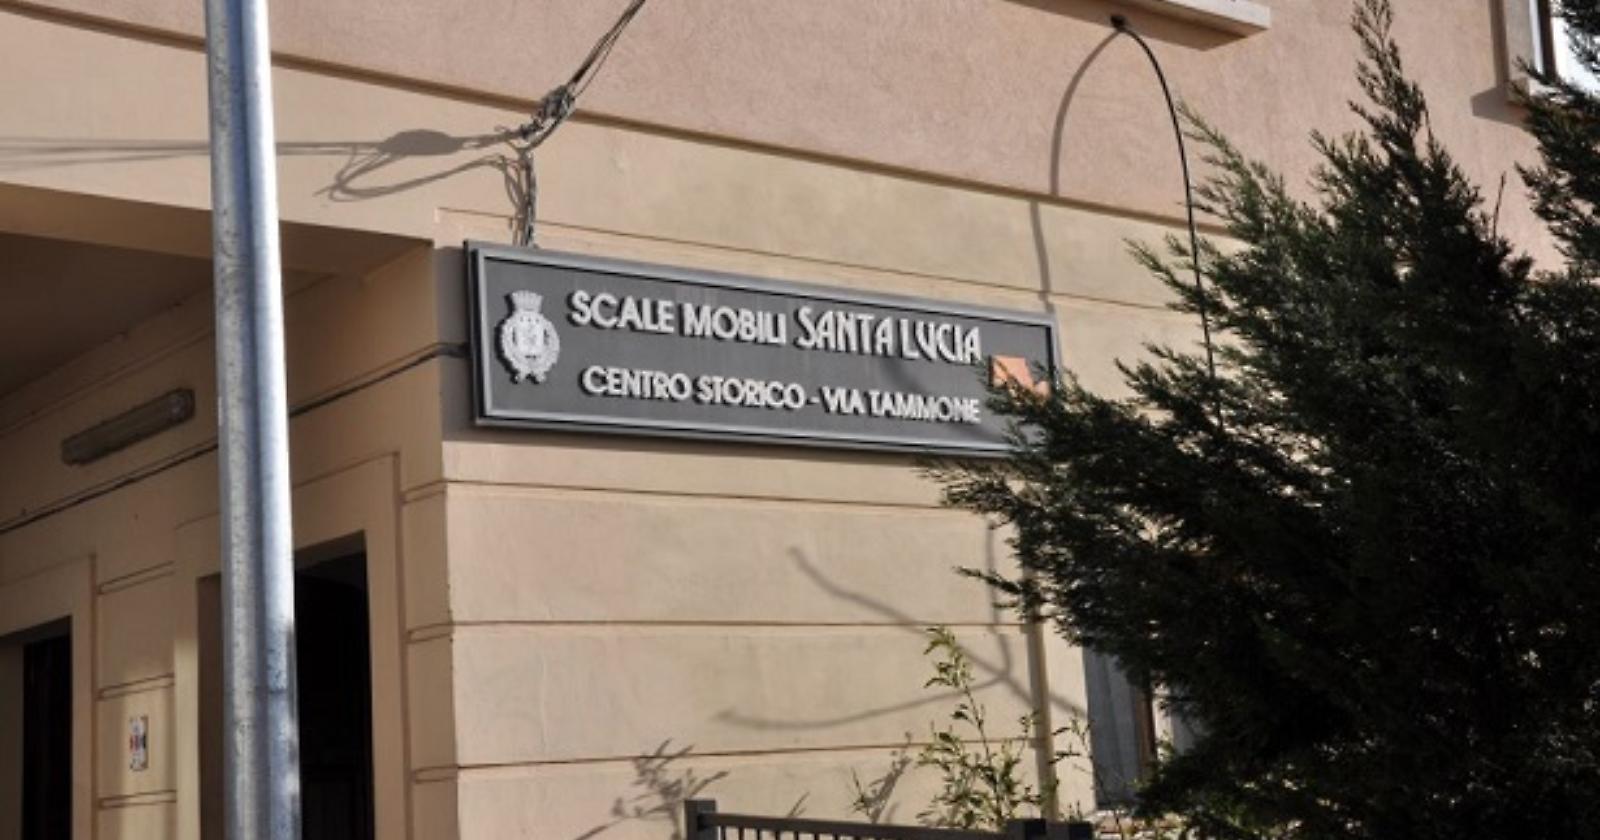 SCALE MOBILI SANTA LUCIA
CENTRO STORICO - VIA TAMMONE